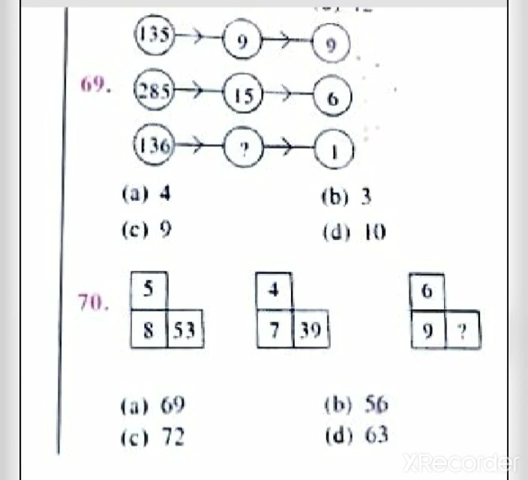 135 9 9
69. 285 15 6
136 ? 1
(a) 4 (b) 3
(c) 9 (d) 10
70. 5 4 6
8 53 7 39 9 ?
(a) 69 (b) 56
(c) 72 (d) 63
XRecorder